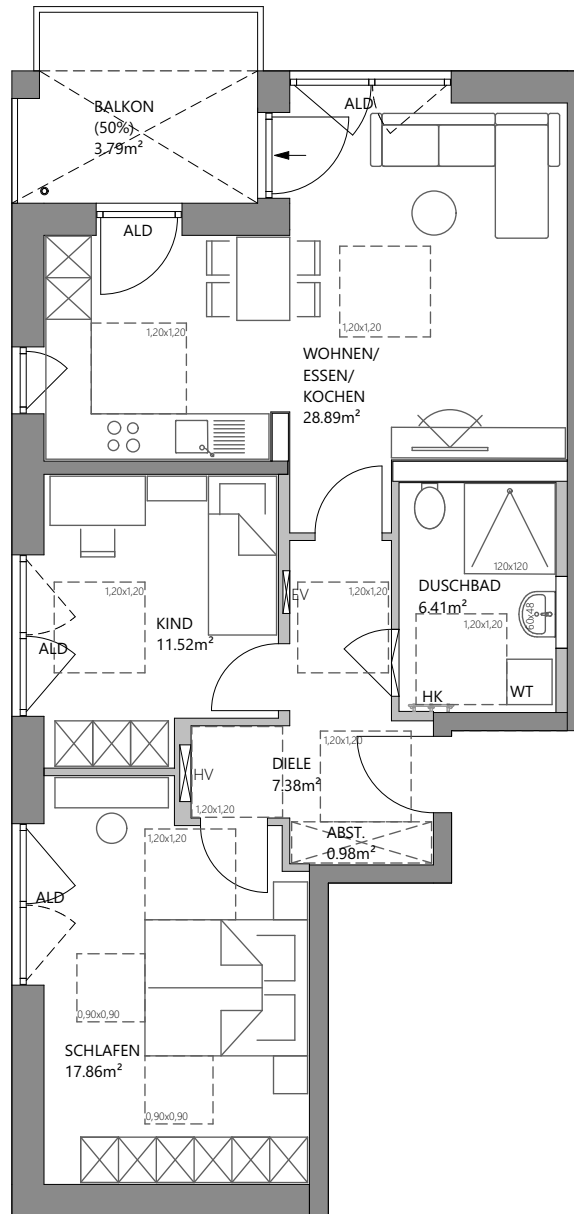 BALKON
(50%)
3.79m²
ALD
ALD
1,20x1,20
1,20x1,20
WOHNEN/
ESSEN/
KOCHEN
28.89m²
120x120
DUSCHBAD
6.41m²
60x48
1,20x1,20
1,20x1,20
EV
1,20x1,20
KIND
11.52m²
ALD
HK
WT
1,20x1,20
DIELE
7.38m²
HV
1,20x1,20
ABST.
0.98m²
1,20x1,20
ALD
0,90x0,90
SCHLAFEN
17.86m²
0,90x0,90